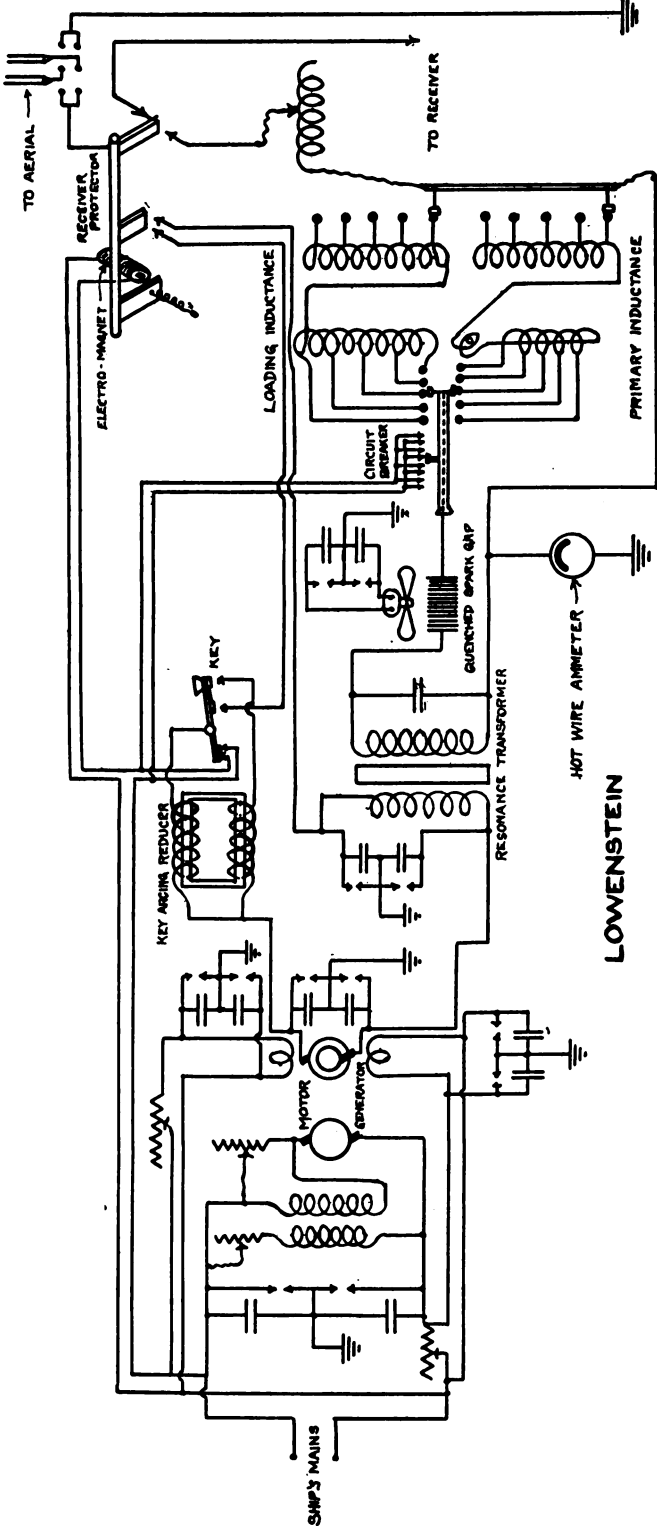 TO AERIAL
RECEIVER
PROTECTOR
ELECTRO-MAGNET
TO RECEIVER
LOADING INDUCTANCE
PRIMARY INDUCTANCE
CIRCUIT
BREAKER
QUENCHED SPARK GAP
KEY
HOT WIRE AMMETER
RESONANCE TRANSFORMER
KEY ARCING REDUCER
LOWENSTEIN
MOTOR
GENERATOR
SHIP'S MAINS